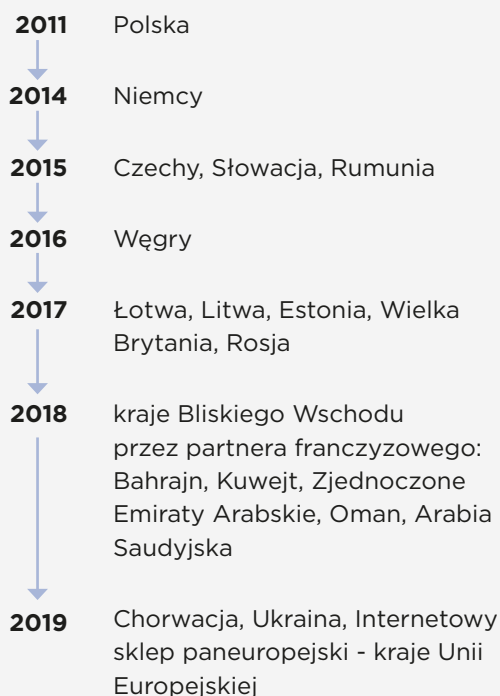 2011 Polska
2014 Niemcy
2015 Czechy, Słowacja, Rumunia
2016 Węgry
2017 Łotwa, Litwa, Estonia, Wielka
Brytania, Rosja
2018 kraje Bliskiego Wschodu
przez partnera franczyzowego:
Bahrajn, Kuwejt, Zjednoczone
Emiraty Arabskie, Oman, Arabia
Saudyjska
2019 Chorwacja, Ukraina, Internetowy
sklep paneuropejski - kraje Unii
Europejskiej